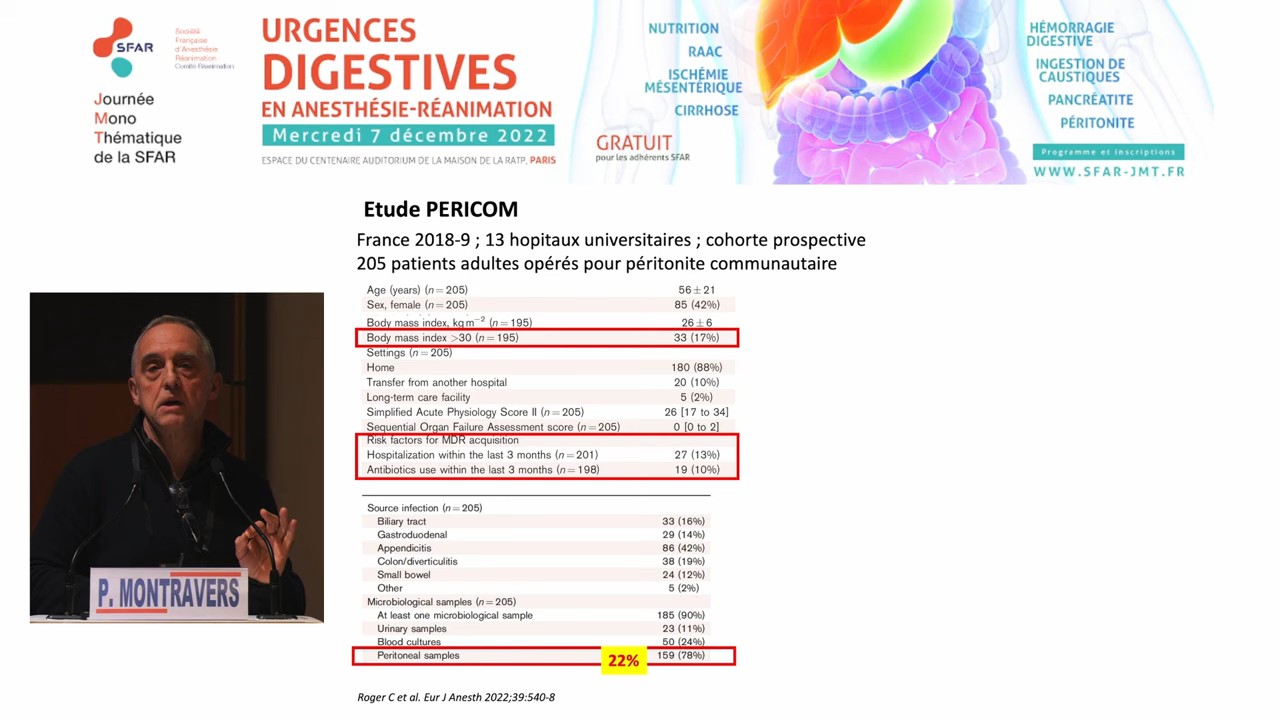 SFAR
Société
Française
d'Anesthésie
Réanimation
Comité Réanimation
Journée
Mono
Thématique
de la SFAR
URGENCES
DIGESTIVES
EN ANESTHÉSIE-RÉANIMATION
Mercredi 7 décembre 2022
ESPACE DU CENTENAIRE AUDITORIUM DE LA MAISON DE LA RATP, PARIS
NUTRITION
RAAC
ISCHÉMIE
MÉSENTÉRIQUE
CIRRHOSE
GRATUIT
pour les adhérents SFAR
HÉMORRAGIE
DIGESTIVE
INGESTION DE
CAUSTIQUES
PANCRÉATITE
PÉRITONITE
Programme et inscriptions
WWW.SFAR-JMT.FR
Etude PERICOM
France 2018-9 ; 13 hopitaux universitaires ; cohorte prospective
205 patients adultes opérés pour péritonite communautaire
Age (years) (n = 205) 56 ± 21
Sex, female (n = 205) 85 (42%)
Body mass index, kg m−2 (n = 195) 26 ± 6
Body mass index >30 (n = 195) 33 (17%)
Settings (n = 205)
Home 180 (88%)
Transfer from another hospital 20 (10%)
Long-term care facility 5 (2%)
Simplified Acute Physiology Score II (n = 205) 26 [17 to 34]
Sequential Organ Failure Assessment score (n = 205) 0 [0 to 2]
Risk factors for MDR acquisition
Hospitalization within the last 3 months (n = 201) 27 (13%)
Antibiotics use within the last 3 months (n = 198) 19 (10%)
Source infection (n = 205)
Biliary tract 33 (16%)
Gastroduodenal 29 (14%)
Appendicitis 86 (42%)
Colon/diverticulitis 38 (19%)
Small bowel 24 (12%)
Other 5 (2%)
Microbiological samples (n = 205)
At least one microbiological sample 185 (90%)
Urinary samples 23 (11%)
Blood cultures 50 (24%)
Peritoneal samples 159 (78%)
22%
Roger C et al. Eur J Anesth 2022;39:540-8
P. MONTRAVERS